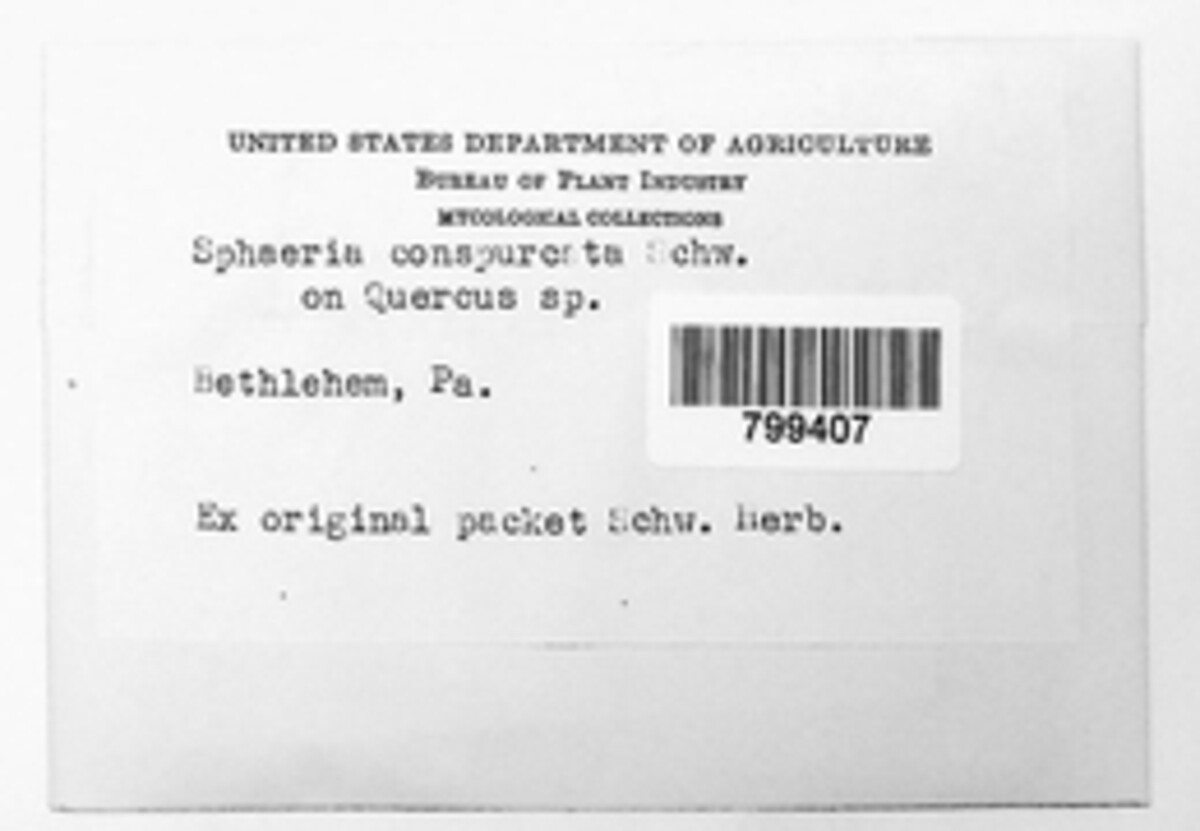 UNITED STATES DEPARTMENT OF AGRICULTURE
BUREAU OF PLANT INDUSTRY
MYCOLOGICAL COLLECTIONS
Sphaeria conspurcata Schw.
on Quercus sp.
Bethlehem, Pa.
799407
Ex original packet Schw. Herb.